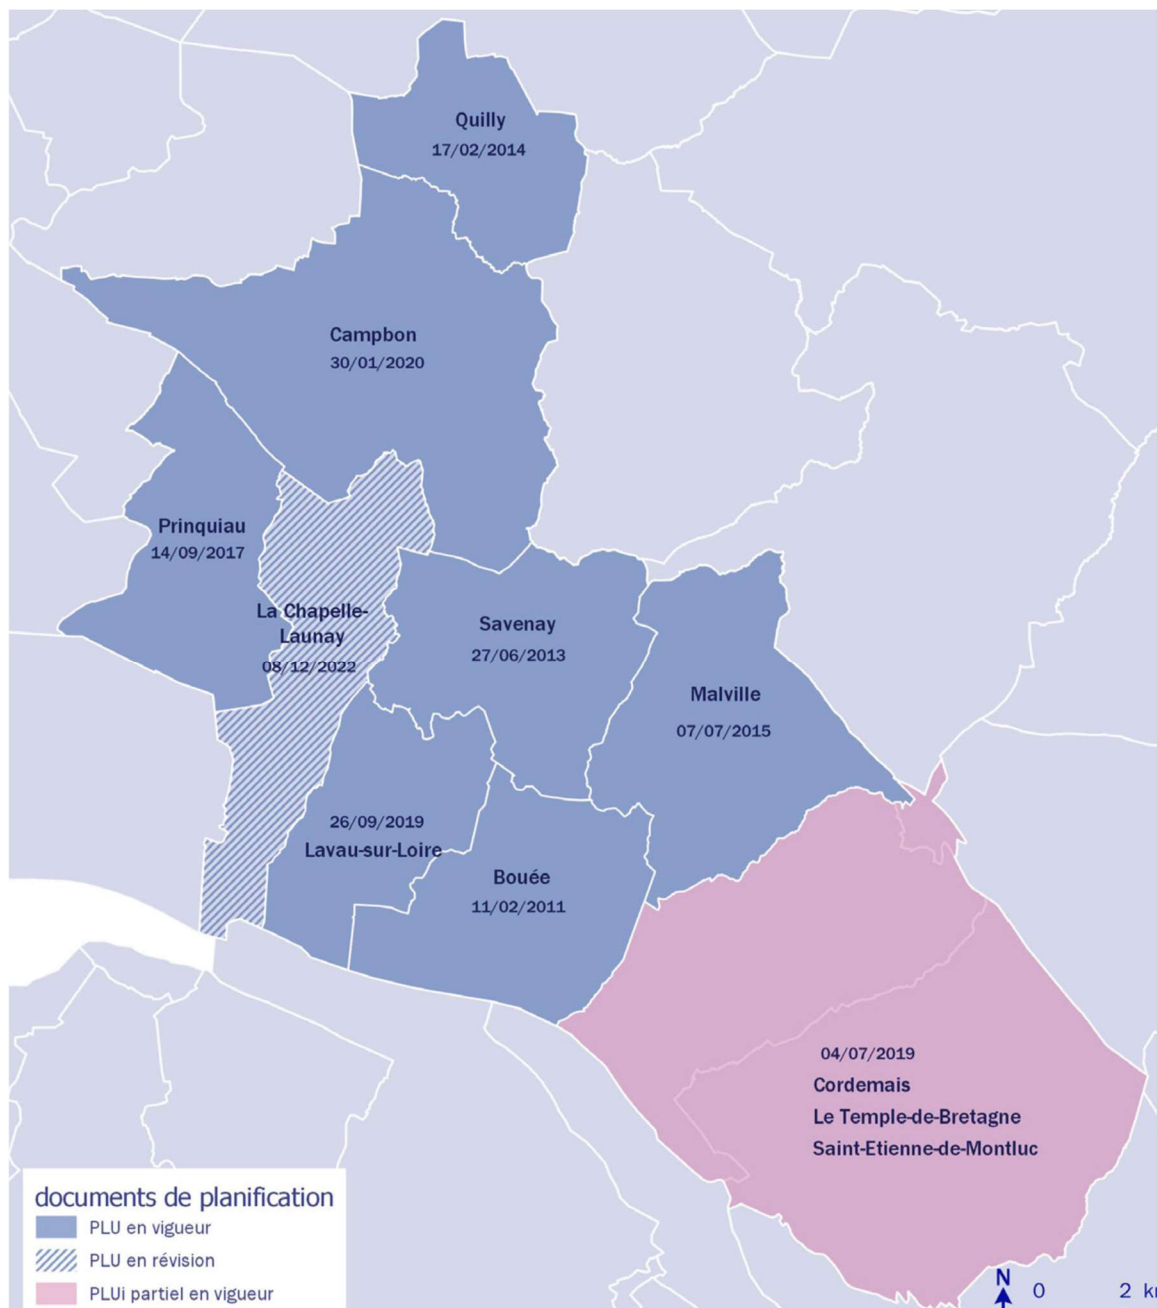 Quilly
17/02/2014
Campbon
30/01/2020
Prinquiau
14/09/2017
La Chapelle-
Launay
08/12/2022
Savenay
27/06/2013
Malville
07/07/2015
26/09/2019
Lavau-sur-Loire
Bouée
11/02/2011
04/07/2019
Cordemais
Le Temple-de-Bretagne
Saint-Etienne-de-Montluc
documents de planification
PLU en vigueur
PLU en révision
PLUi partiel en vigueur
N
0 2 km